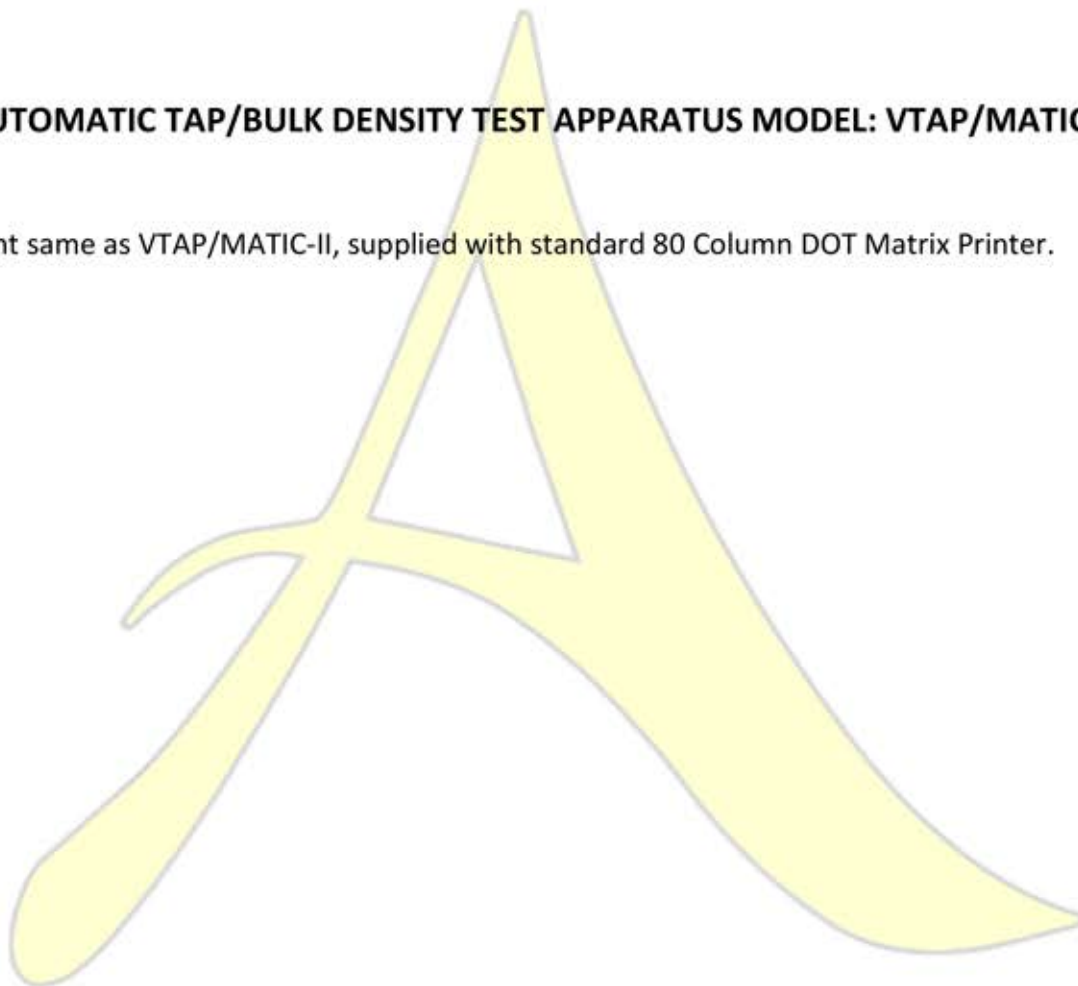 UTOMATIC TAP/BULK DENSITY TEST APPARATUS MODEL: VTAP/MATIC
nt same as VTAP/MATIC-II, supplied with standard 80 Column DOT Matrix Printer.